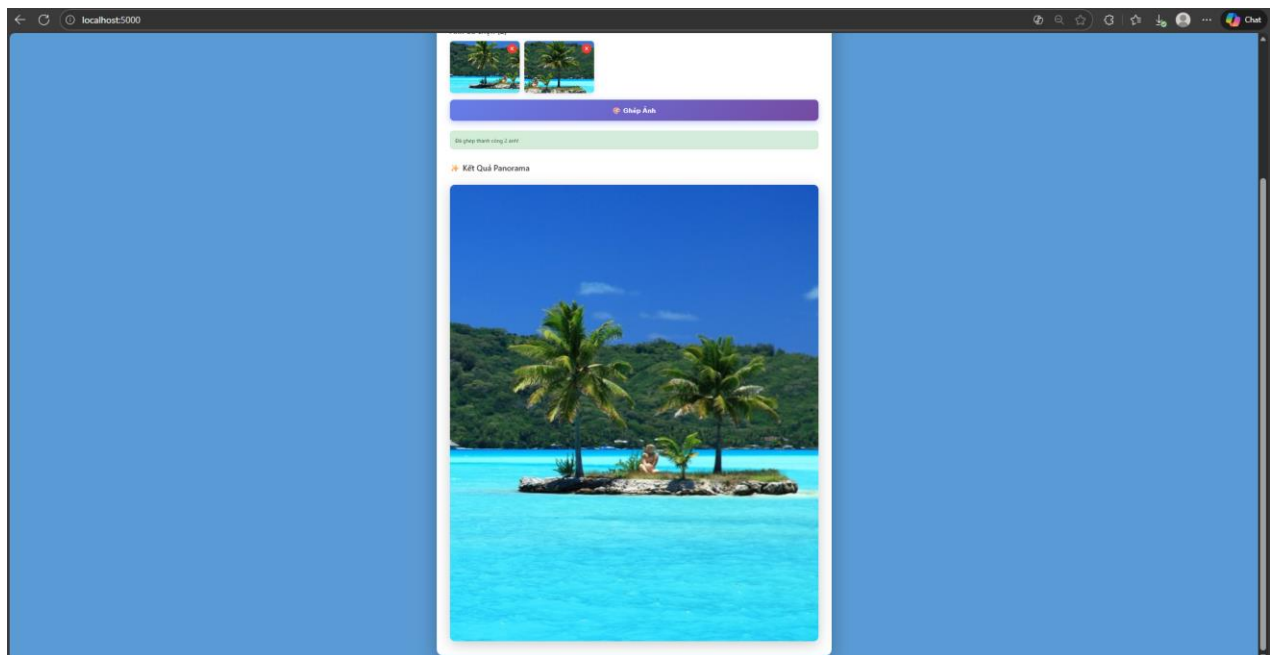 localhost:5000
Chat
Ghép Ảnh
Đã ghép thành công 2 ảnh!
Kết Quả Panorama